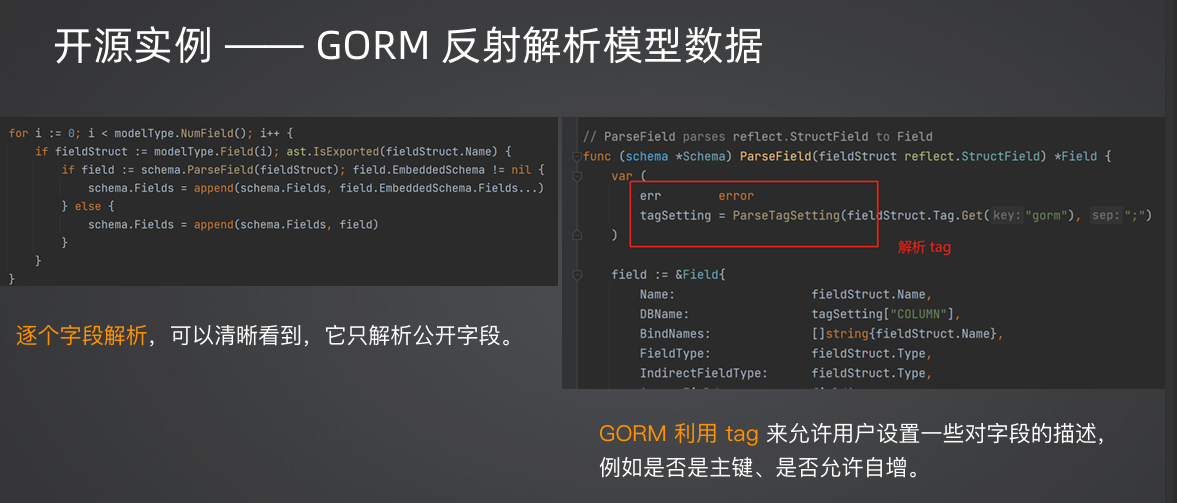 开源实例 —— GORM 反射解析模型数据
for i := 0; i < modelType.NumField(); i++ {
if fieldStruct := modelType.Field(i); ast.IsExported(fieldStruct.Name) {
if field := schema.ParseField(fieldStruct); field.EmbeddedSchema != nil {
schema.Fields = append(schema.Fields, field.EmbeddedSchema.Fields...)
} else {
schema.Fields = append(schema.Fields, field)
}
}
}
逐个字段解析，可以清晰看到，它只解析公开字段。
// ParseField parses reflect.StructField to Field
func (schema *Schema) ParseField(fieldStruct reflect.StructField) *Field {
var (
err error
tagSetting = ParseTagSetting(fieldStruct.Tag.Get( key: "gorm"), sep: ";")
)
解析 tag
field := &Field{
Name: fieldStruct.Name,
DBName: tagSetting["COLUMN"],
BindNames: []string{fieldStruct.Name},
FieldType: fieldStruct.Type,
IndirectFieldType: fieldStruct.Type,
GORM 利用 tag 来允许用户设置一些对字段的描述，
例如是否是主键、是否允许自增。